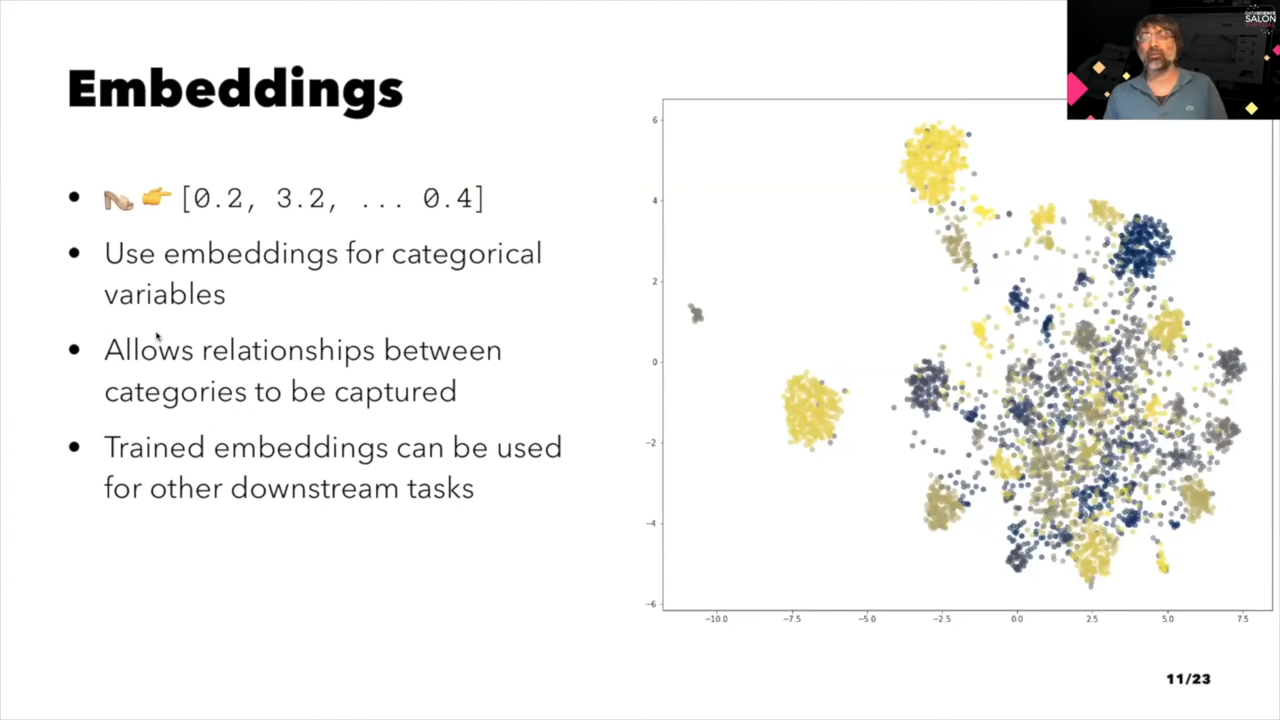 DATASCIENCE
SALON
VIRTUAL
Embeddings
• 👡 👉 [0.2, 3.2, ... 0.4]
• Use embeddings for categorical
variables
• Allows relationships between
categories to be captured
• Trained embeddings can be used
for other downstream tasks
6
4
2
0
−2
−4
−6
−10.0 −7.5 −5.0 −2.5 0.0 2.5 5.0 7.5
11/23